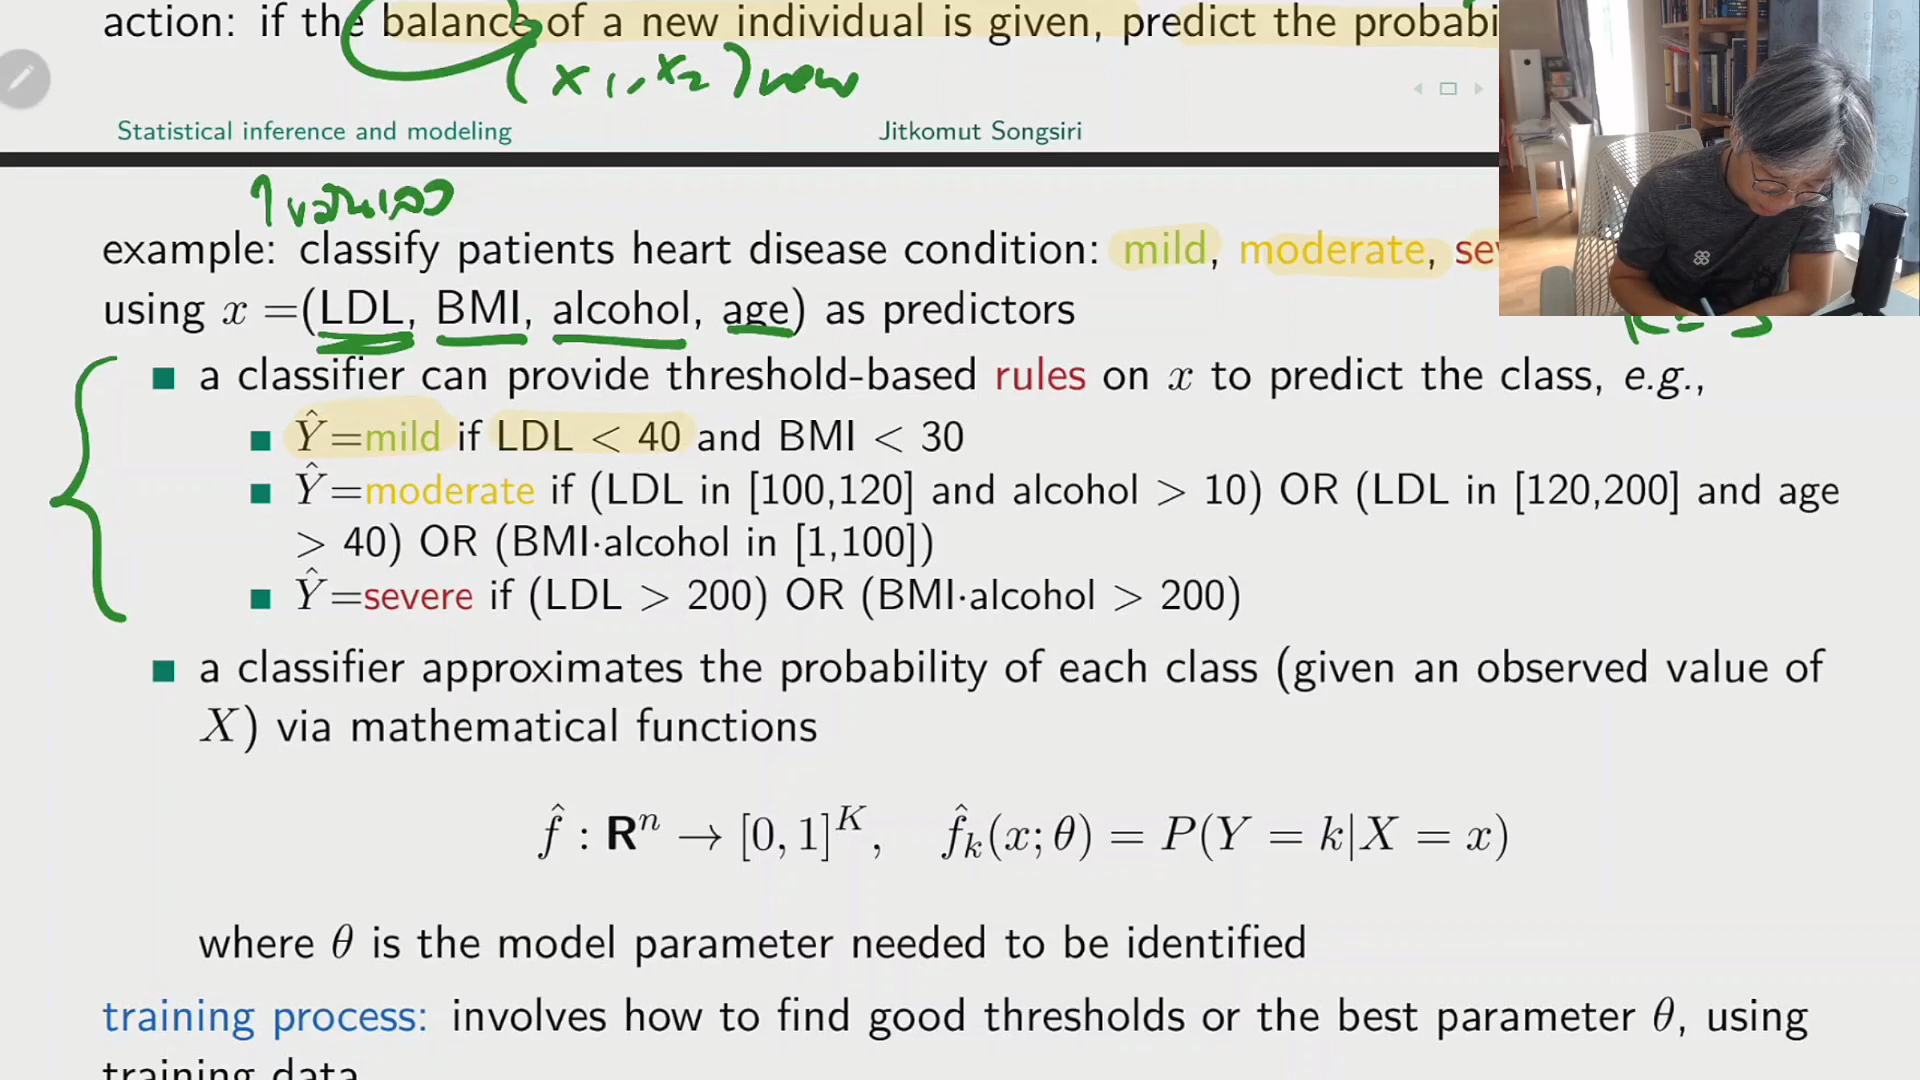 action: if the balance of a new individual is given, predict the probabi
(x1, x2) new
Statistical inference and modeling
Jitkomut Songsiri
example: classify patients heart disease condition: mild, moderate, sev
using x =(LDL, BMI, alcohol, age) as predictors
K = 3
■ a classifier can provide threshold-based rules on x to predict the class, e.g.,
■ Ŷ=mild if LDL < 40 and BMI < 30
■ Ŷ=moderate if (LDL in [100,120] and alcohol > 10) OR (LDL in [120,200] and age
> 40) OR (BMI·alcohol in [1,100])
■ Ŷ=severe if (LDL > 200) OR (BMI·alcohol > 200)
■ a classifier approximates the probability of each class (given an observed value of
X) via mathematical functions
f̂ : Rⁿ → [0, 1]ᴷ, f̂ₖ(x; θ) = P(Y = k|X = x)
where θ is the model parameter needed to be identified
training process: involves how to find good thresholds or the best parameter θ, using
training data